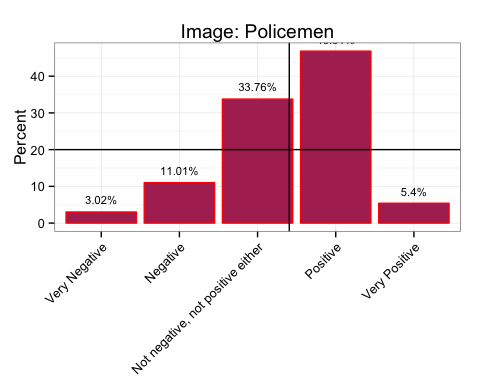 Image: Policemen
Percent
40
30
20
10
0
3.02%
11.01%
33.76%
5.4%
Very Negative
Negative
Not negative, not positive either
Positive
Very Positive